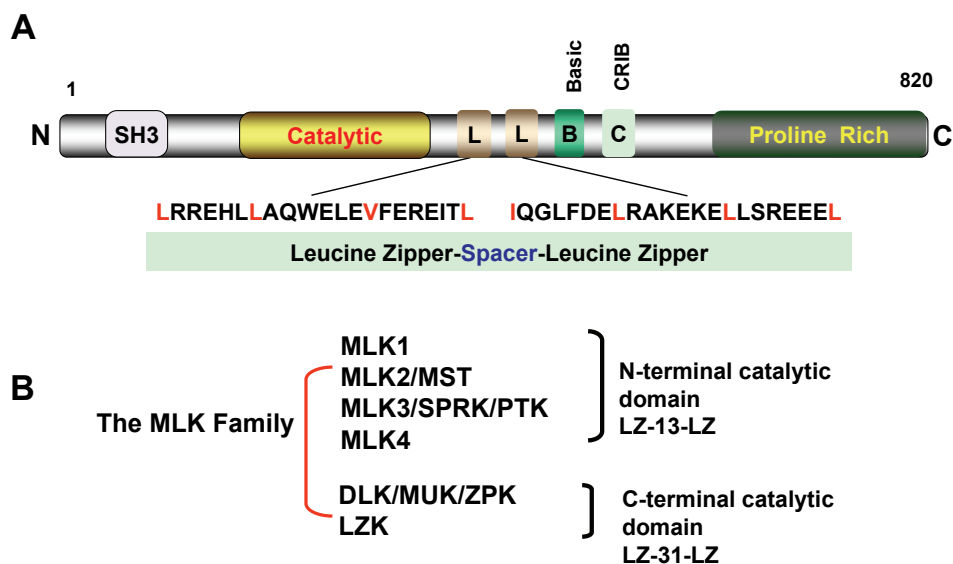 A
1
Basic
CRIB
820
N SH3 Catalytic L L B C Proline Rich C
LRREHLLAQWELEVFEREITL IQGLFDELRAKEKELLSREEEL
Leucine Zipper-Spacer-Leucine Zipper
B
The MLK Family
MLK1
MLK2/MST
MLK3/SPRK/PTK
MLK4
N-terminal catalytic
domain
LZ-13-LZ
DLK/MUK/ZPK
LZK
C-terminal catalytic
domain
LZ-31-LZ